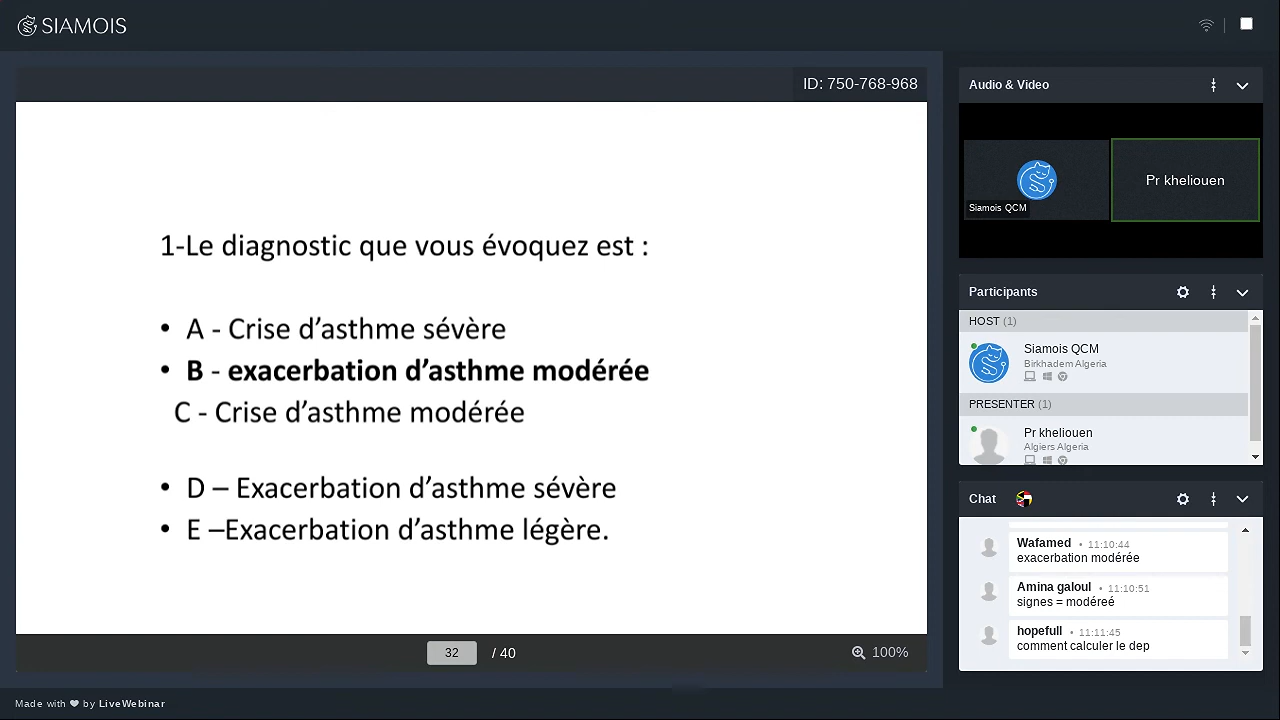 SIAMOIS
ID: 750-768-968
1-Le diagnostic que vous évoquez est :
• A - Crise d’asthme sévère
• B - exacerbation d’asthme modérée
C - Crise d’asthme modérée
• D – Exacerbation d’asthme sévère
• E –Exacerbation d’asthme légère.
32 / 40
100%
Made with ❤ by LiveWebinar
Audio & Video
Siamois QCM
Pr kheliouen
Participants
HOST (1)
Siamois QCM
Birkhadem Algeria
PRESENTER (1)
Pr kheliouen
Algiers Algeria
Chat
Wafamed • 11:10:44
exacerbation modérée
Amina galoul • 11:10:51
signes = modéreé
hopefull • 11:11:45
comment calculer le dep